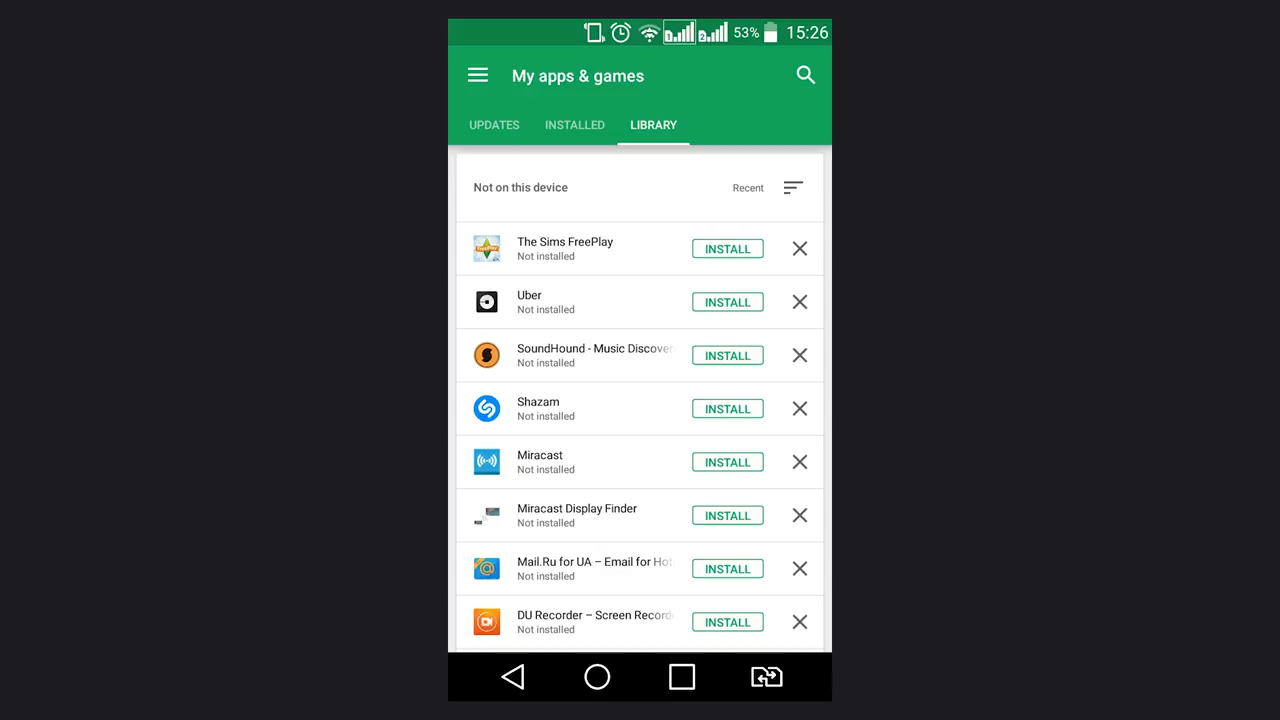 53% 15:26
My apps & games
UPDATES INSTALLED LIBRARY
Not on this device Recent
The Sims FreePlay
Not installed
INSTALL
Uber
Not installed
INSTALL
SoundHound - Music Discover
Not installed
INSTALL
Shazam
Not installed
INSTALL
Miracast
Not installed
INSTALL
Miracast Display Finder
Not installed
INSTALL
Mail.Ru for UA – Email for Hot
Not installed
INSTALL
DU Recorder – Screen Record
Not installed
INSTALL